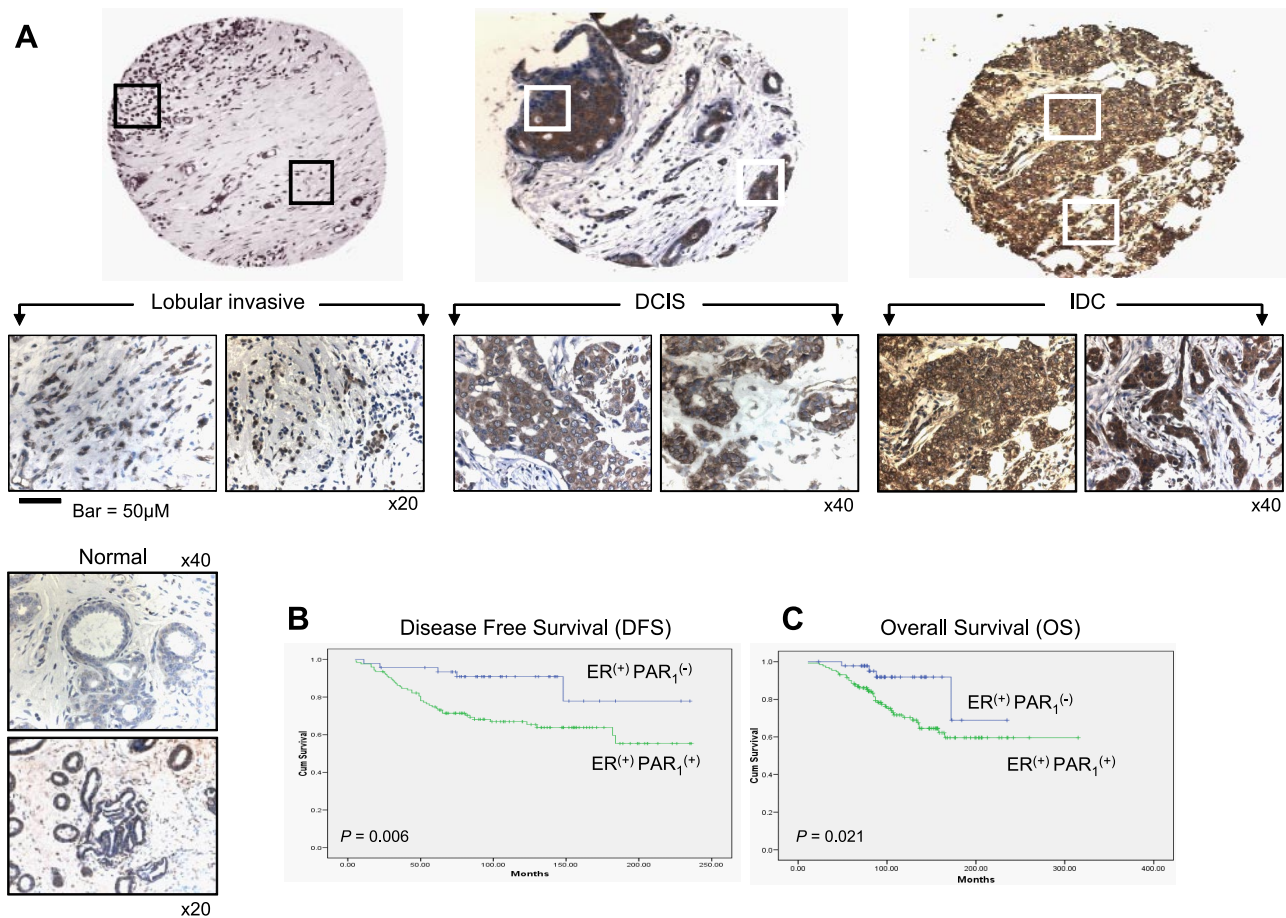 A
Lobular invasive
DCIS
IDC
Bar = 50µM
x20
x40
x40
Normal
x40
x20
B
Disease Free Survival (DFS)
ER(+) PAR1(-)
ER(+) PAR1(+)
P = 0.006
Cum Survival
1.0
0.8
0.6
0.4
0.2
0.0
0.00
50.00
100.00
150.00
200.00
250.00
Months
C
Overall Survival (OS)
ER(+) PAR1(-)
ER(+) PAR1(+)
P = 0.021
Cum Survival
1.0
0.8
0.6
0.4
0.2
0.0
0.00
100.00
200.00
300.00
400.00
Months